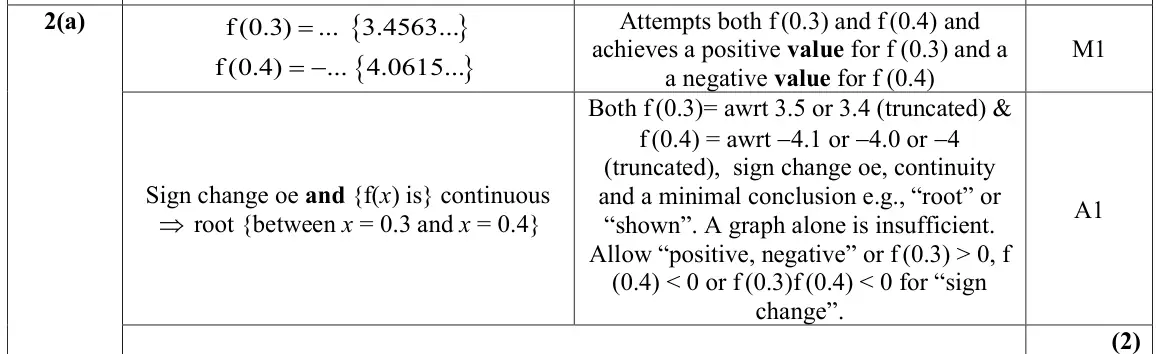 2(a)
f(0.3) = ... {3.4563...}
f(0.4) = −... {4.0615...}
Attempts both f(0.3) and f(0.4) and
achieves a positive value for f (0.3) and a
a negative value for f (0.4)
M1
Sign change oe and {f(x) is} continuous
⇒ root {between x = 0.3 and x = 0.4}
Both f(0.3)= awrt 3.5 or 3.4 (truncated) &
f(0.4) = awrt –4.1 or –4.0 or –4
(truncated), sign change oe, continuity
and a minimal conclusion e.g., “root” or
“shown”. A graph alone is insufficient.
Allow “positive, negative” or f(0.3) > 0, f
(0.4) < 0 or f(0.3)f(0.4) < 0 for “sign
change”.
A1
(2)